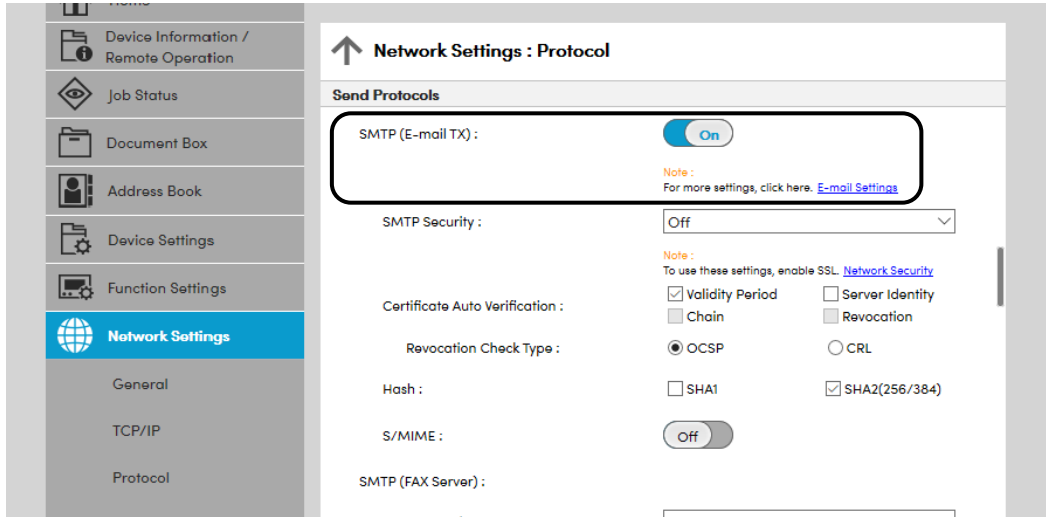 Home
Device Information /
Remote Operation
Job Status
Document Box
Address Book
Device Settings
Function Settings
Network Settings
General
TCP/IP
Protocol
Network Settings : Protocol
Send Protocols
SMTP (E-mail TX) : On
Note :
For more settings, click here. E-mail Settings
SMTP Security : Off
Note :
To use these settings, enable SSL. Network Security
Certificate Auto Verification : Validity Period Server Identity
Chain Revocation
Revocation Check Type : OCSP CRL
Hash : SHA1 SHA2(256/384)
S/MIME : Off
SMTP (FAX Server) :